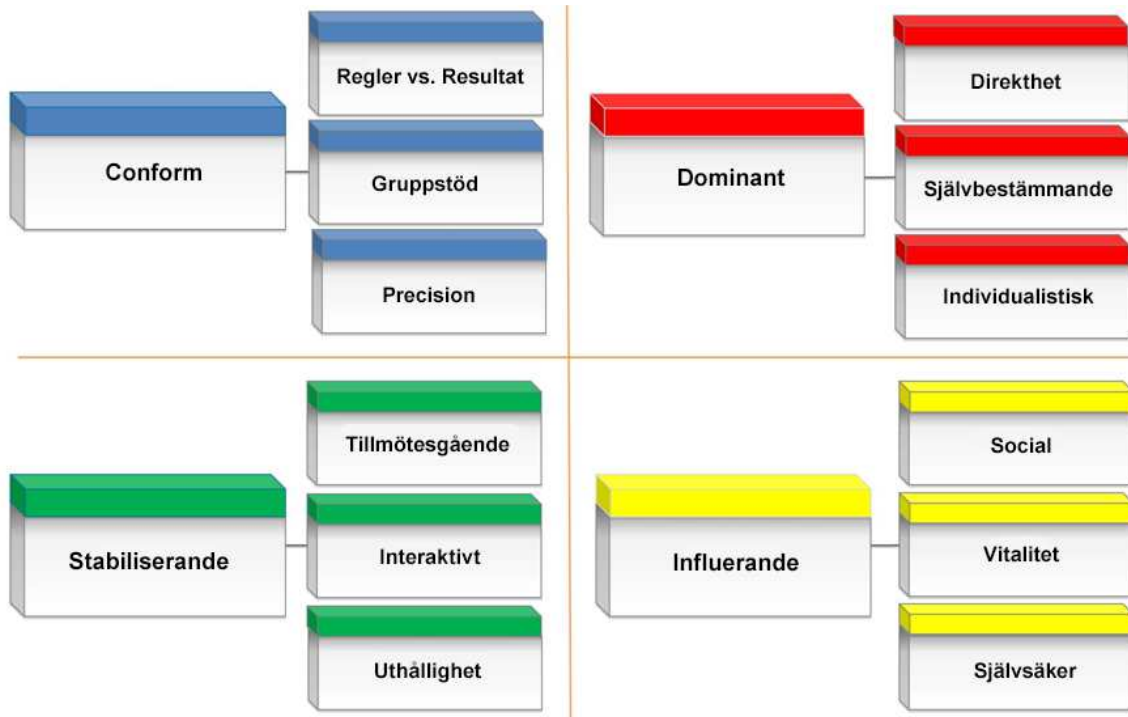 Conform
Regler vs. Resultat
Gruppstöd
Precision
Dominant
Direkthet
Självbestämmande
Individualistisk
Stabiliserande
Tillmötesgående
Interaktivt
Uthållighet
Influerande
Social
Vitalitet
Självsäker